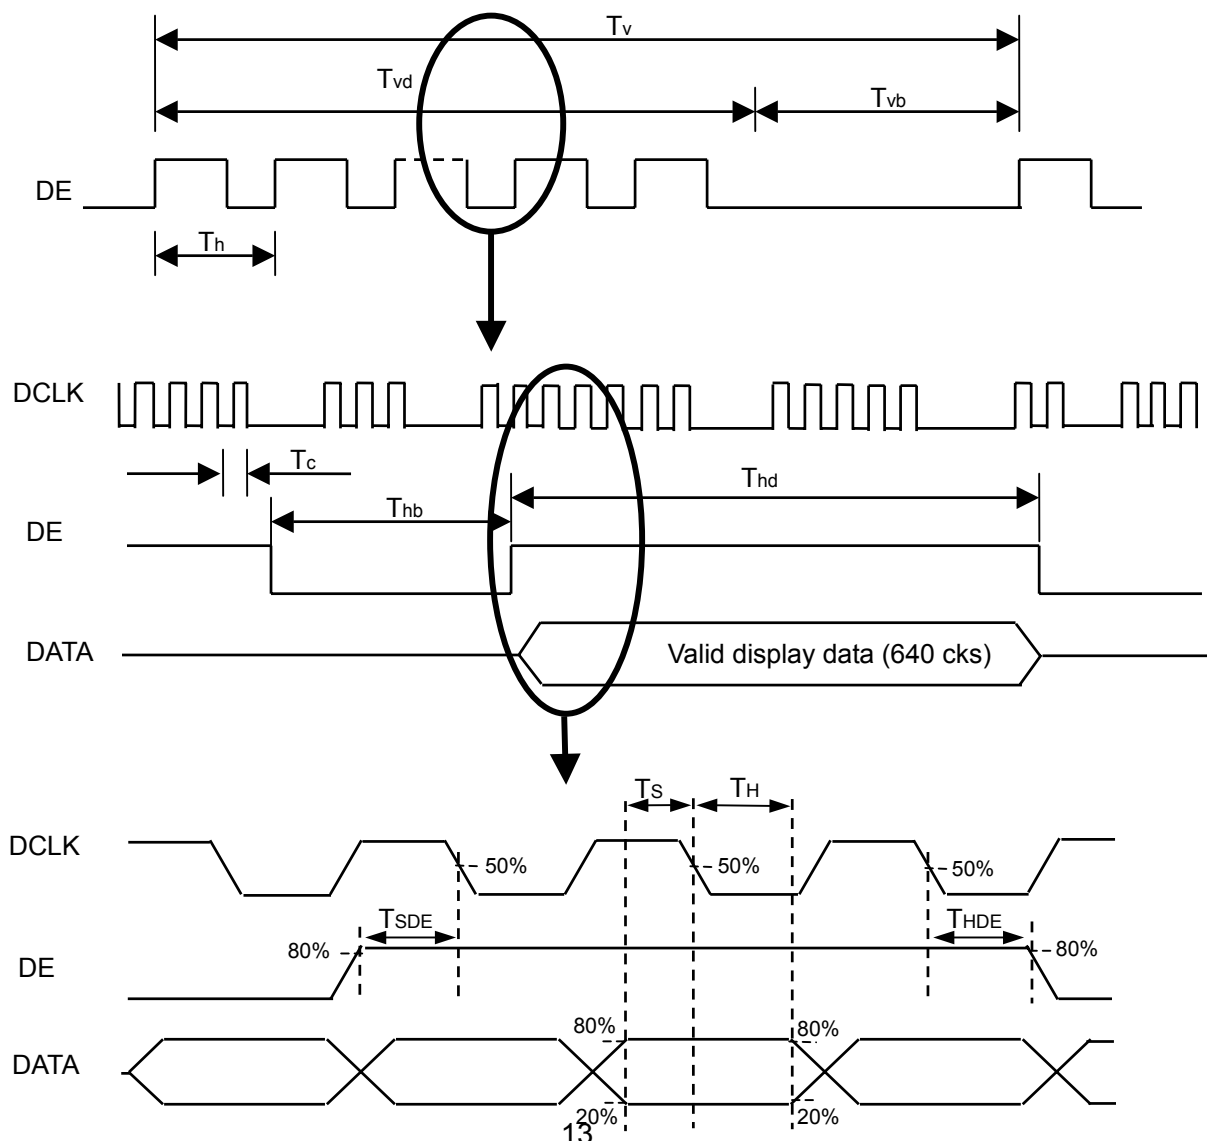 Tv
Tvd
Tvb
DE
Th
DCLK
Tc
Thd
Thb
DE
DATA
Valid display data (640 cks)
TS TH
DCLK
50%
50%
50%
TSDE
THDE
80%
80%
DE
80%
80%
DATA
20%
20%
13